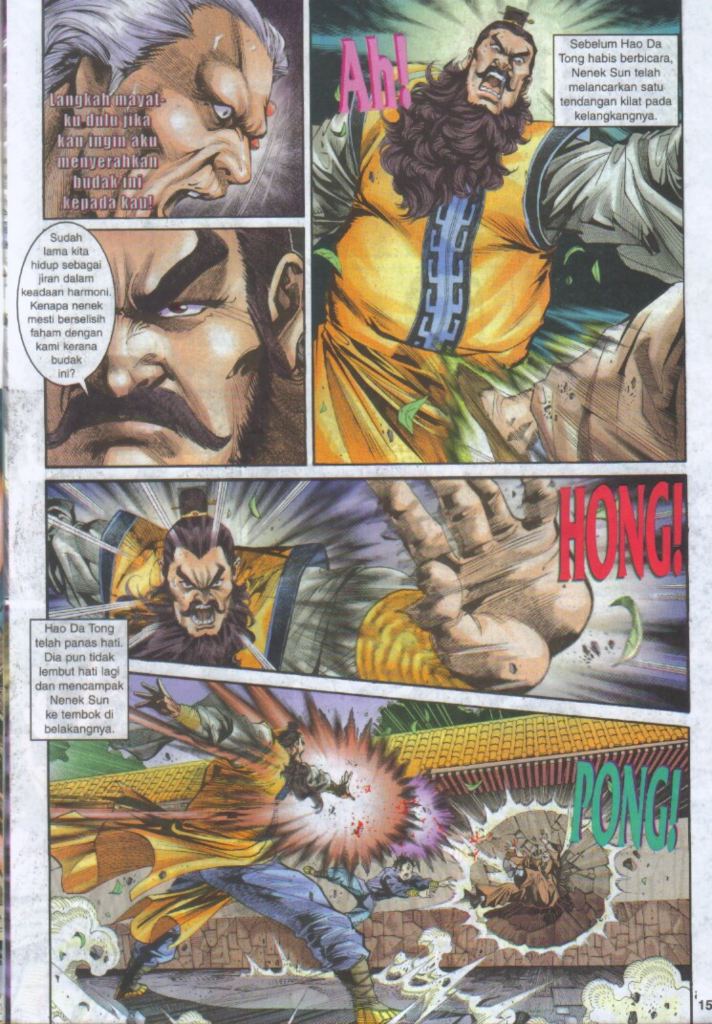 Langkah mayat-
ku dulu jika
kau ingin aku
menyerahkan
budak ini
kepada kau!
Sudah
lama kita
hidup sebagai
jiran dalam
keadaan harmoni.
Kenapa nenek
mesti berselisih
faham dengan
kami kerana
budak
ini?
Ah!
Sebelum Hao Da
Tong habis berbicara,
Nenek Sun telah
melancarkan satu
tendangan kilat pada
kelangkangnya.
HONG!
Hao Da Tong
telah panas hati.
Dia pun tidak
lembut hati lagi
dan mencampak
Nenek Sun
ke tembok di
belakangnya.
PONG!
15